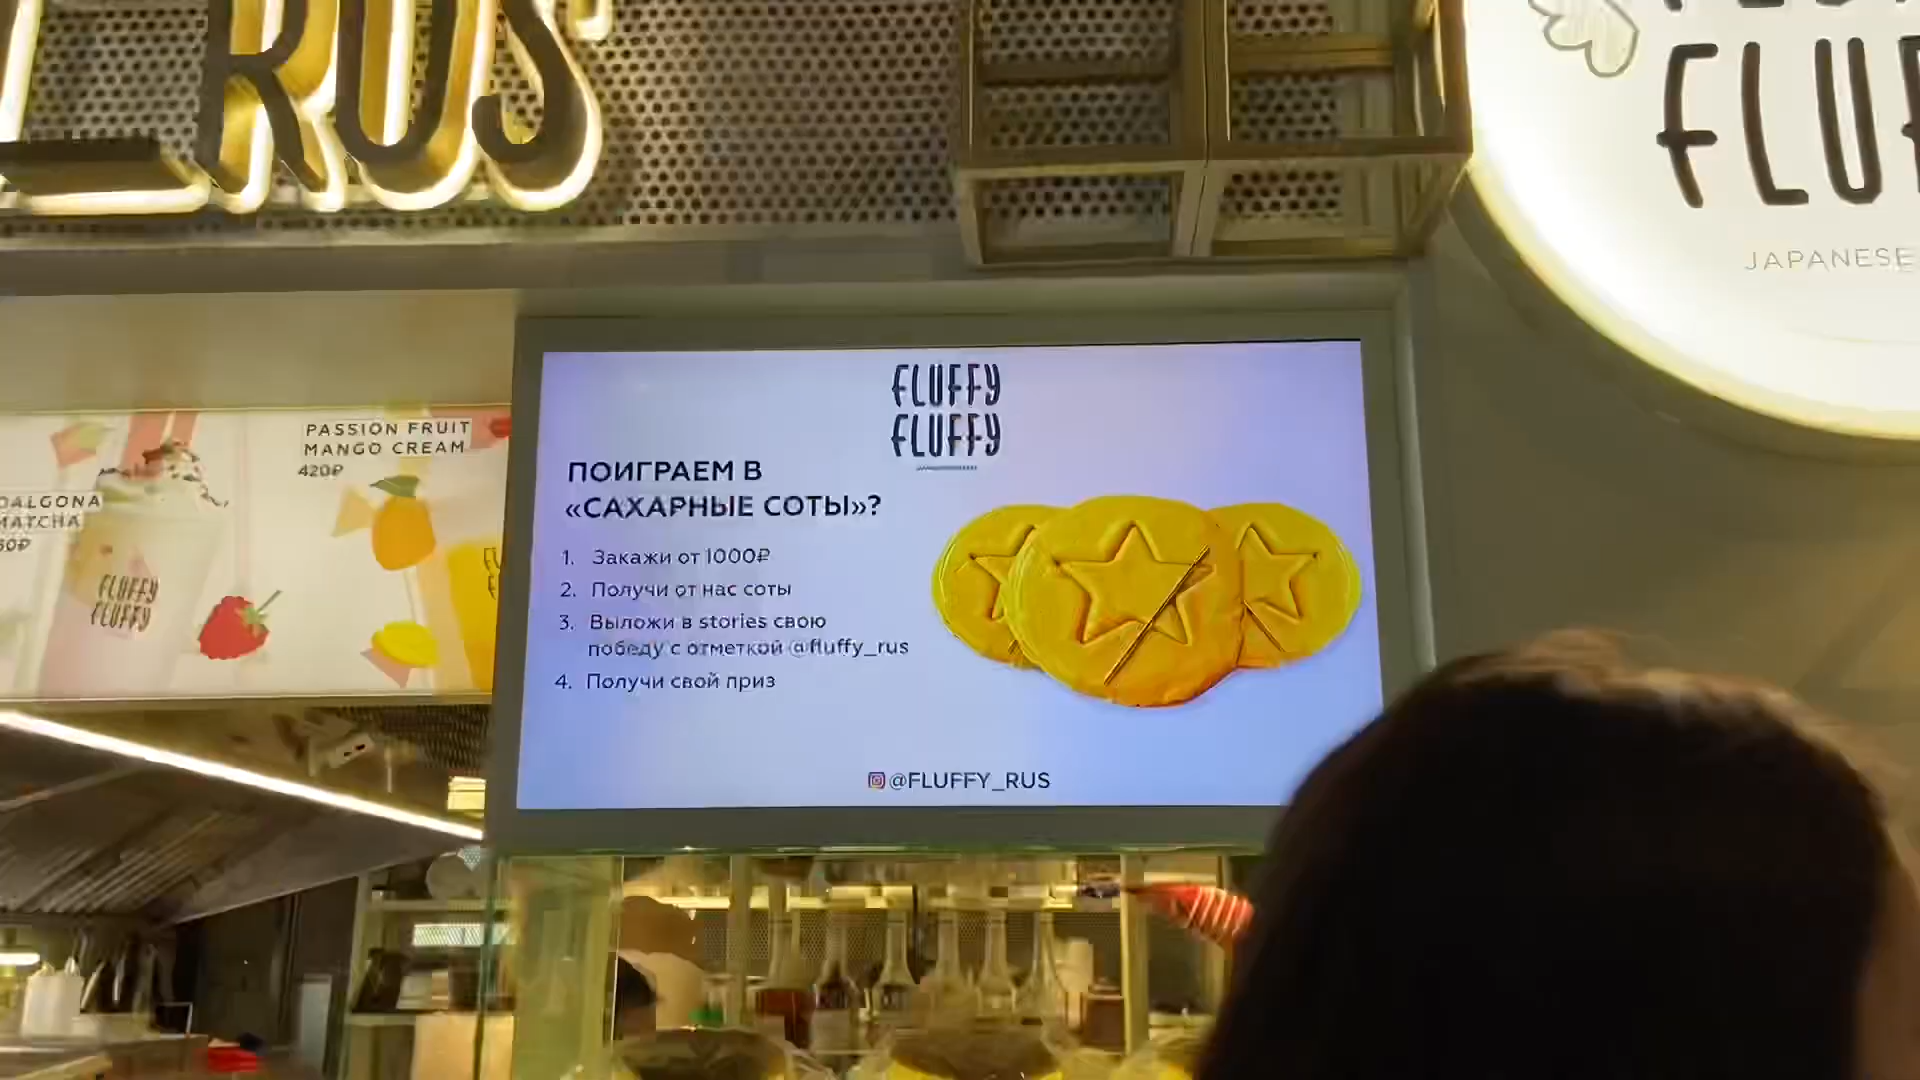 RUS
FLUF
JAPANESE
PASSION FRUIT
MANGO CREAM
420₽
DALGONA
MATCHA
FLUFFY
FLUFFY
FLUFFY
FLUFFY
ПОИГРАЕМ В
«САХАРНЫЕ СОТЫ»?
1. Закажи от 1000₽
2. Получи от нас соты
3. Выложи в stories свою
победу с отметкой @fluffy_rus
4. Получи свой приз
@FLUFFY_RUS